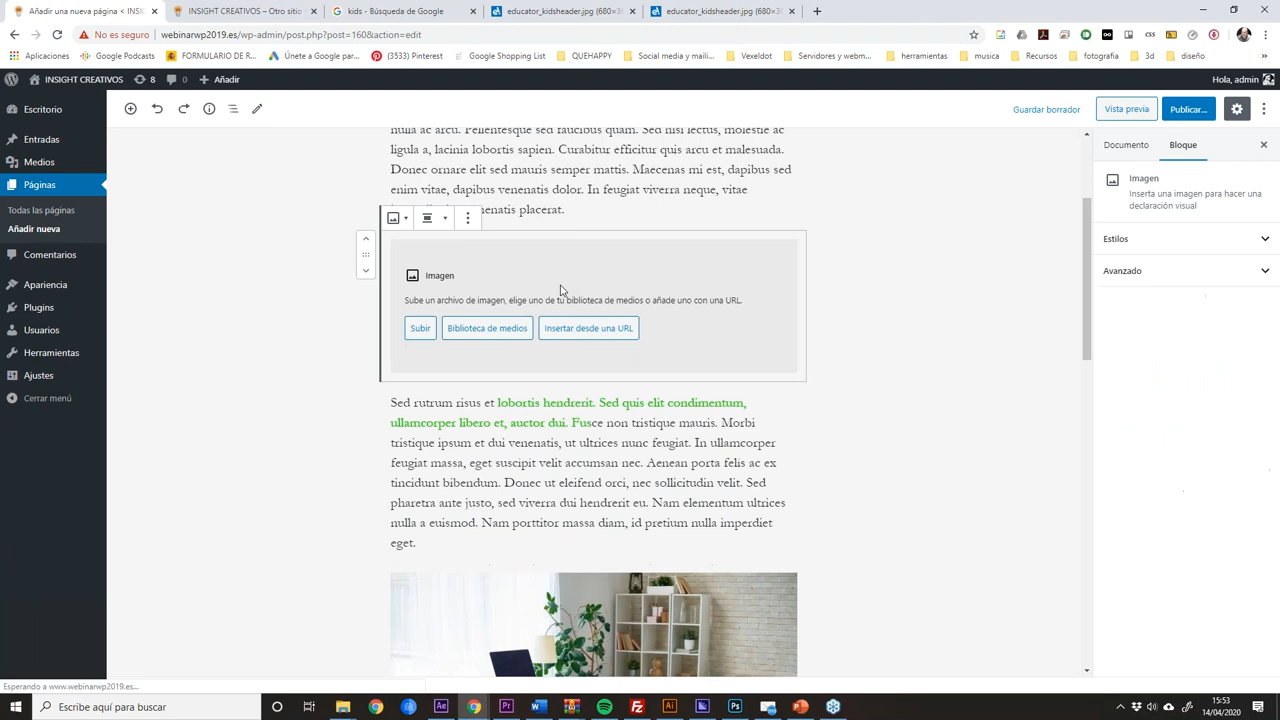 Añadir una nueva página < INS
INSIGHT CREATIVOS – Otro sitio
kids - Búsqueda de Google
educator_kidsheader.jpg (680×3
educator_kidsheader.jpg (680×3
No es seguro
webinarwp2019.es/wp-admin/post.php?post=160&action=edit
Aplicaciones
Google Podcasts
FORMULARIO DE R...
Únete a Google par...
(3533) Pinterest
Google Shopping List
QUEHAPPY
Social media y maili...
Vexeldot
Servidores y webm...
herramientas
musica
Recursos
fotografia
3d
diseño
INSIGHT CREATIVOS
8
0
Añadir
Hola, admin
Escritorio
Entradas
Medios
Páginas
Todas las páginas
Añadir nueva
Comentarios
Apariencia
Plugins
Usuarios
Herramientas
Ajustes
Cerrar menú
Guardar borrador
Vista previa
Publicar...
nulla ac arcu. Pellentesque sed faucibus quam. Sed nisi lectus, molestie ac
ligula a, lacinia lobortis sapien. Curabitur efficitur quis arcu et malesuada.
Donec ornare elit sed mauris semper mattis. Maecenas mi est, dapibus sed
enim vitae, dapibus venenatis dolor. In feugiat viverra neque, vitae
enatis placerat.
Imagen
Sube un archivo de imagen, elige uno de tu biblioteca de medios o añade uno con una URL.
Subir
Biblioteca de medios
Insertar desde una URL
Sed rutrum risus et lobortis hendrerit. Sed quis elit condimentum,
ullamcorper libero et, auctor dui. Fusce non tristique mauris. Morbi
tristique ipsum et dui venenatis, ut ultrices nunc feugiat. In ullamcorper
feugiat massa, eget suscipit velit accumsan nec. Aenean porta felis ac ex
tincidunt bibendum. Donec ut eleifend orci, nec sollicitudin velit. Sed
pharetra ante justo, sed viverra dui hendrerit eu. Nam elementum ultrices
nulla a euismod. Nam porttitor massa diam, id pretium nulla imperdiet
eget.
Documento
Bloque
Imagen
Inserta una imagen para hacer una
declaración visual
Estilos
Avanzado
Esperando a www.webinarwp2019.es...
Escribe aquí para buscar
15:53
14/04/2020